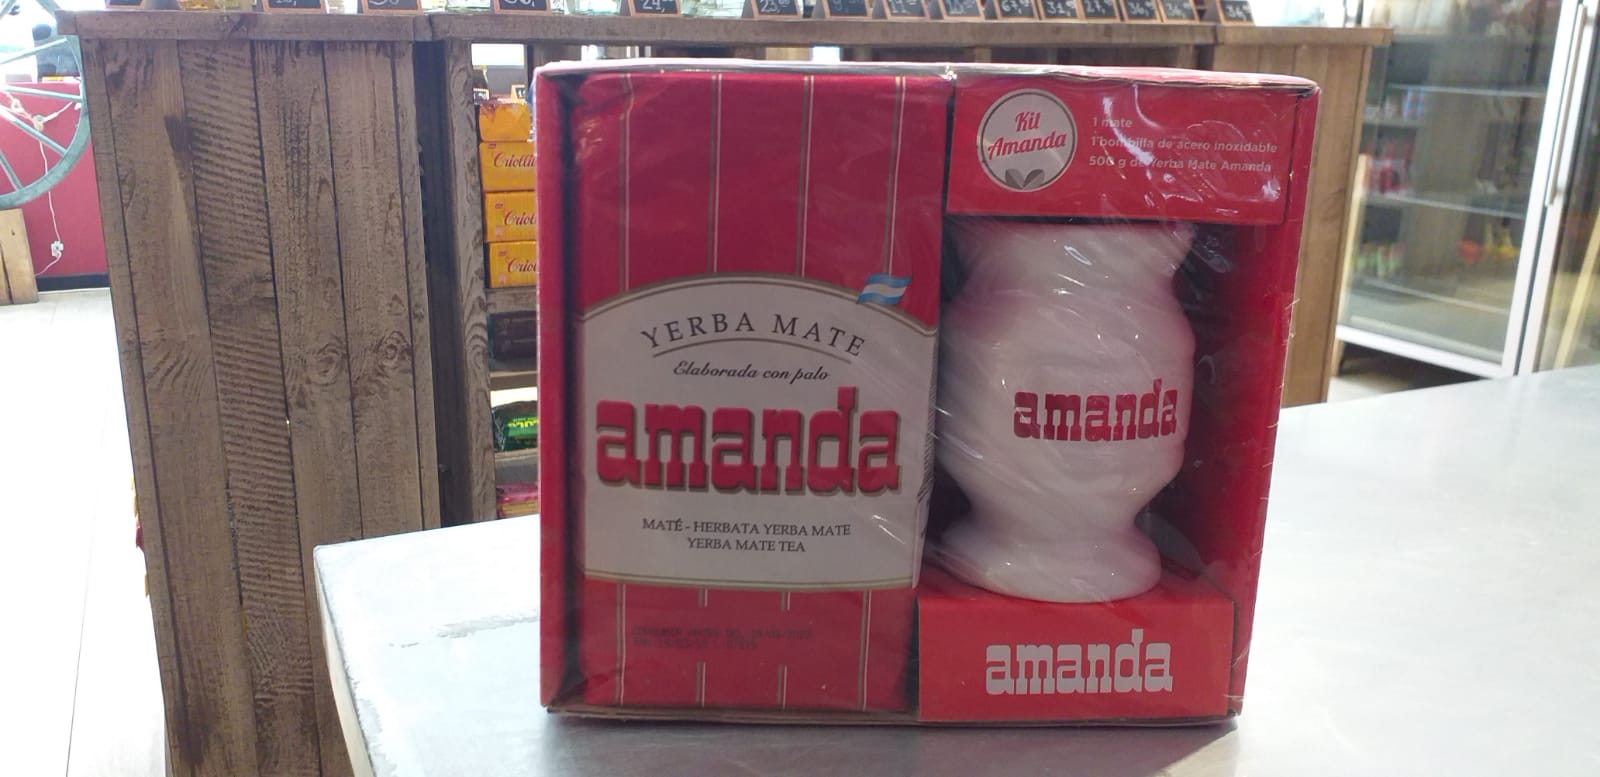 YERBA MATE
Elaborada con palo
amanda
MATÉ - HERBATA YERBA MATE
YERBA MATE TEA
Kit
Amanda
1 mate
1 bombilla de acero inoxidable
500 g de Yerba Mate Amanda
amanda
amanda